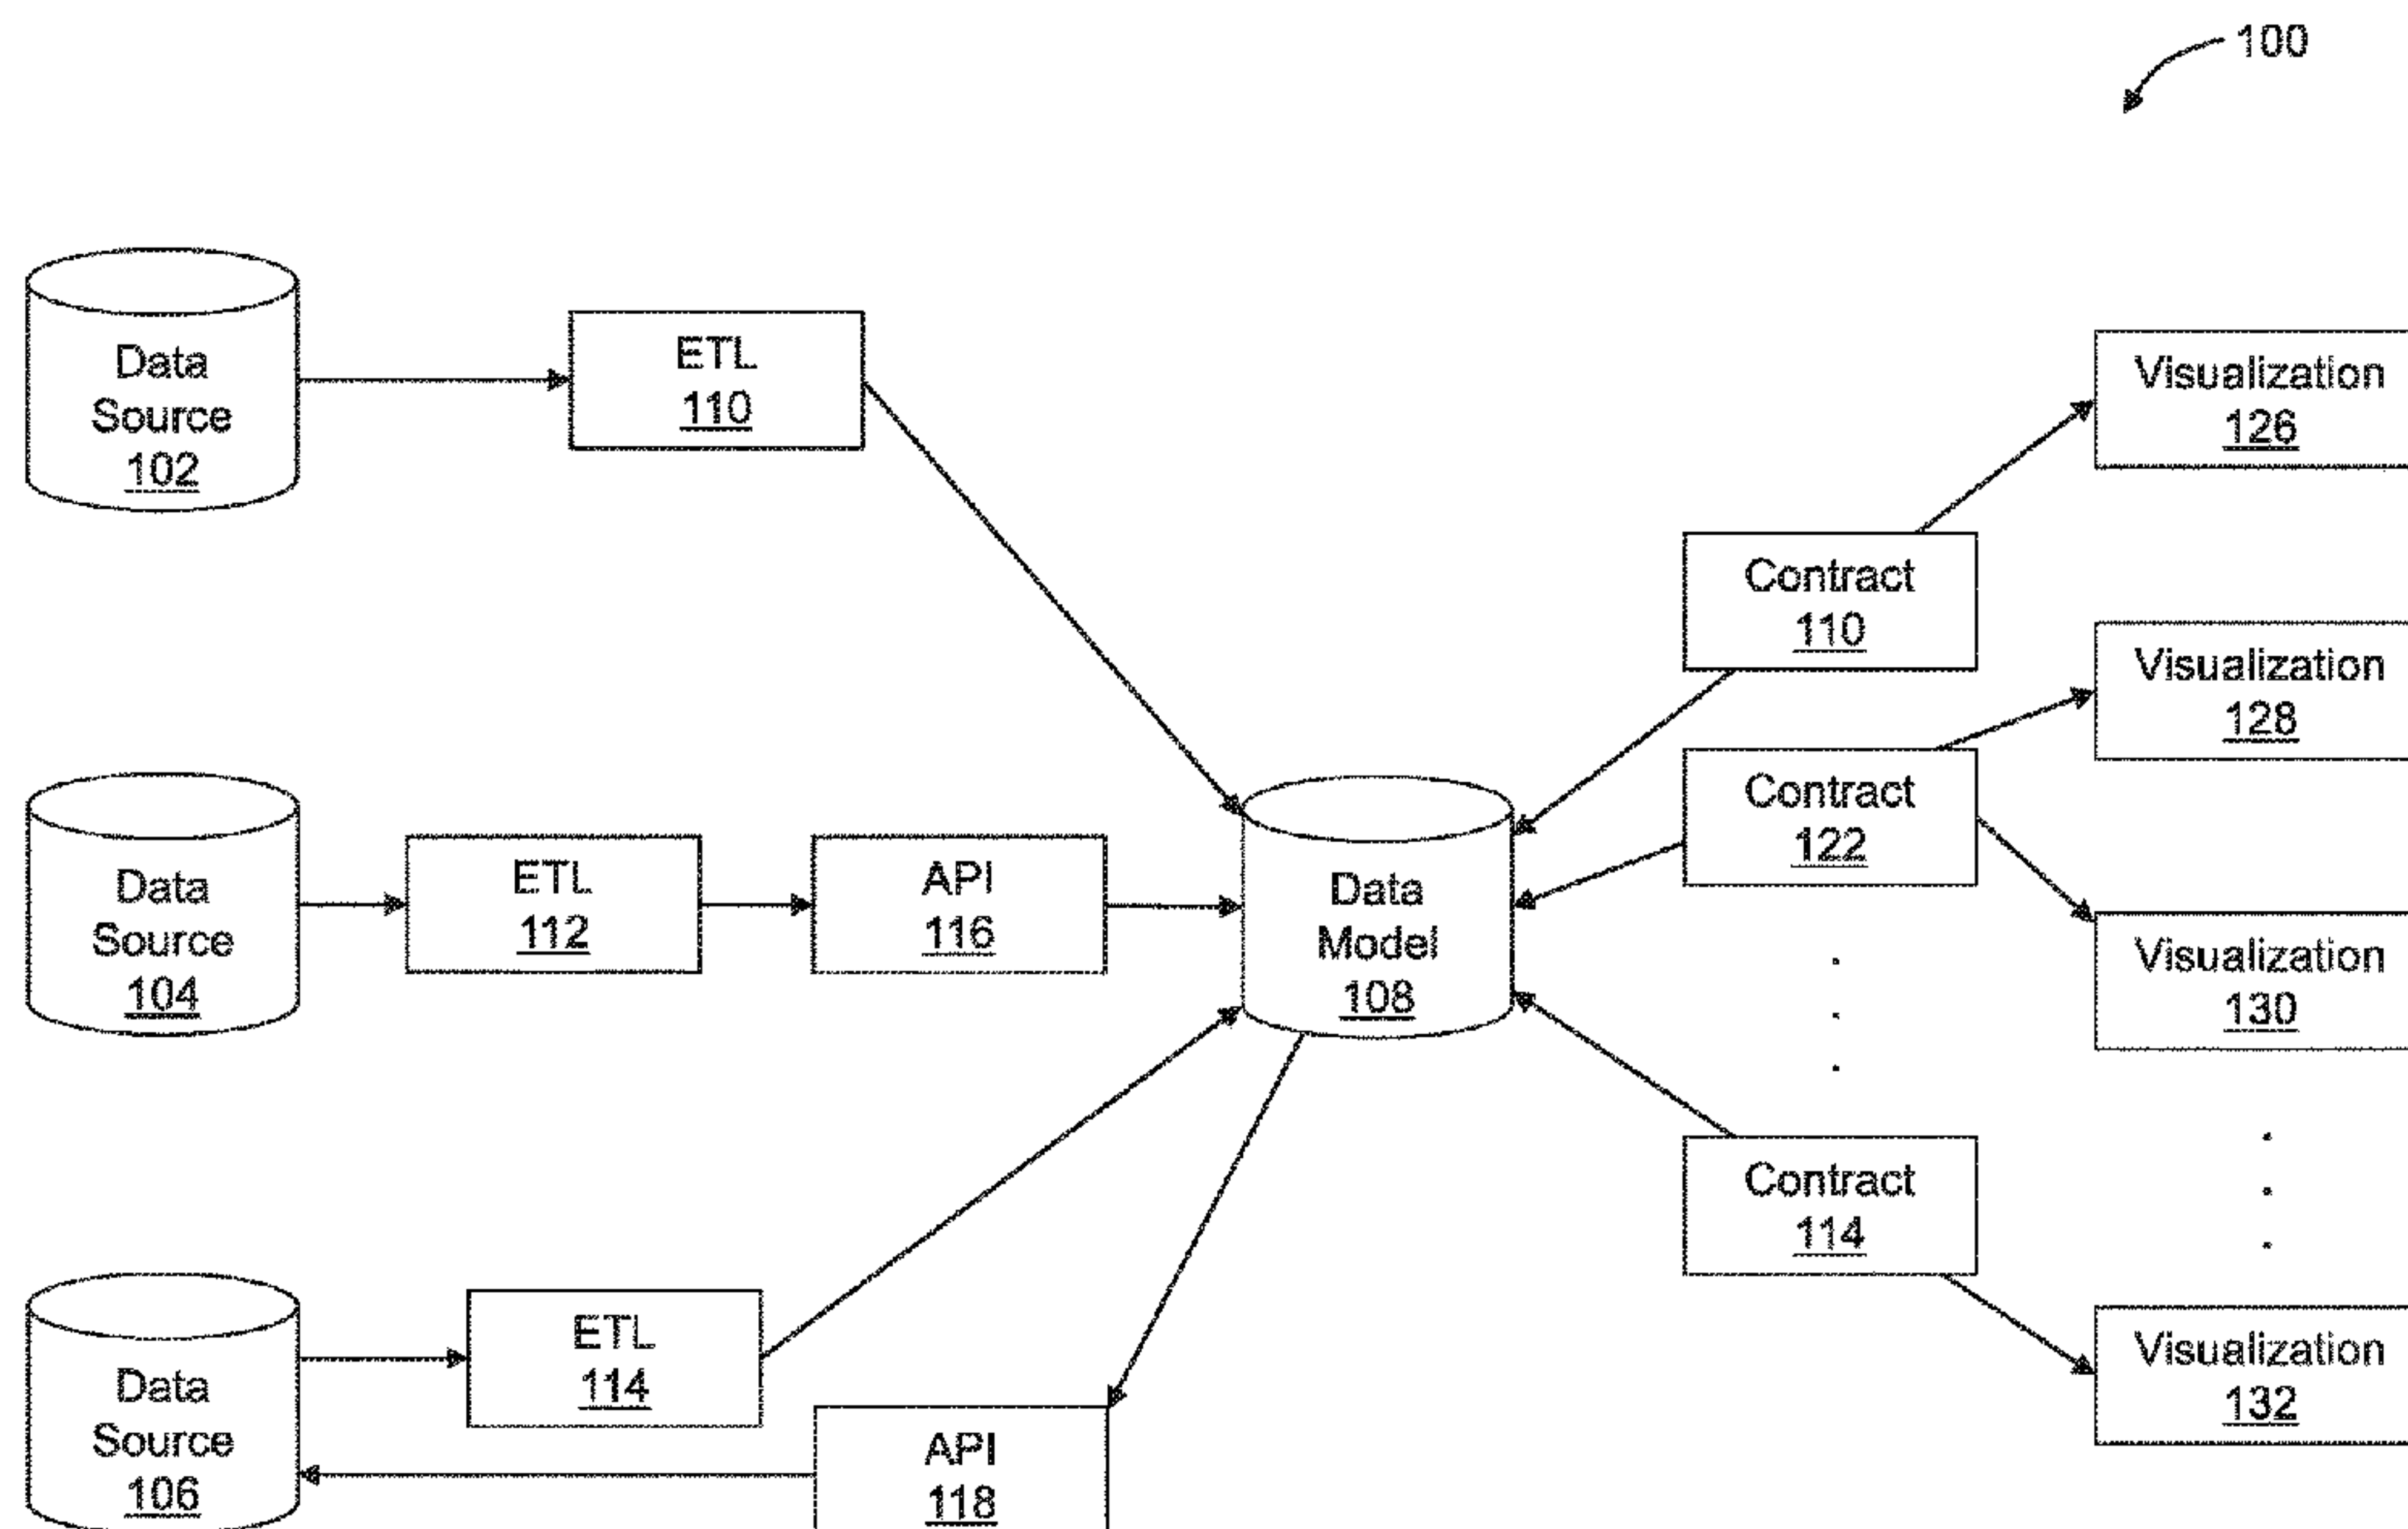 100
Data
Source
102
ETL
110
Visualization
126
Contract
110
Visualization
128
Data
Source
104
ETL
112
API
116
Data
Model
108
Contract
122
Visualization
130
Contract
114
Data
Source
106
ETL
114
API
118
Visualization
132